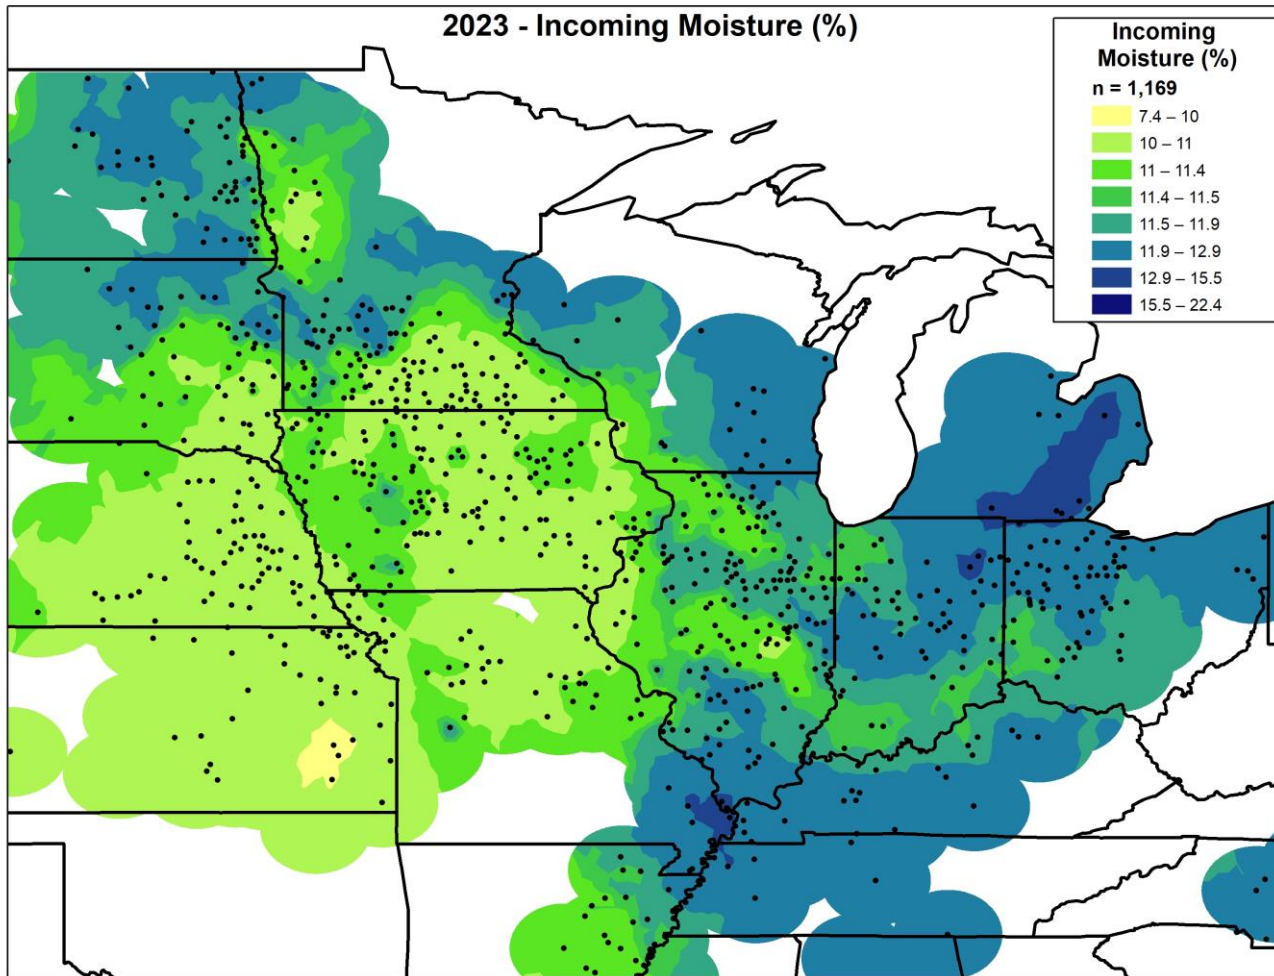 2023 - Incoming Moisture (%)
Incoming
Moisture (%)
n = 1,169
7.4 – 10
10 – 11
11 – 11.4
11.4 – 11.5
11.5 – 11.9
11.9 – 12.9
12.9 – 15.5
15.5 – 22.4